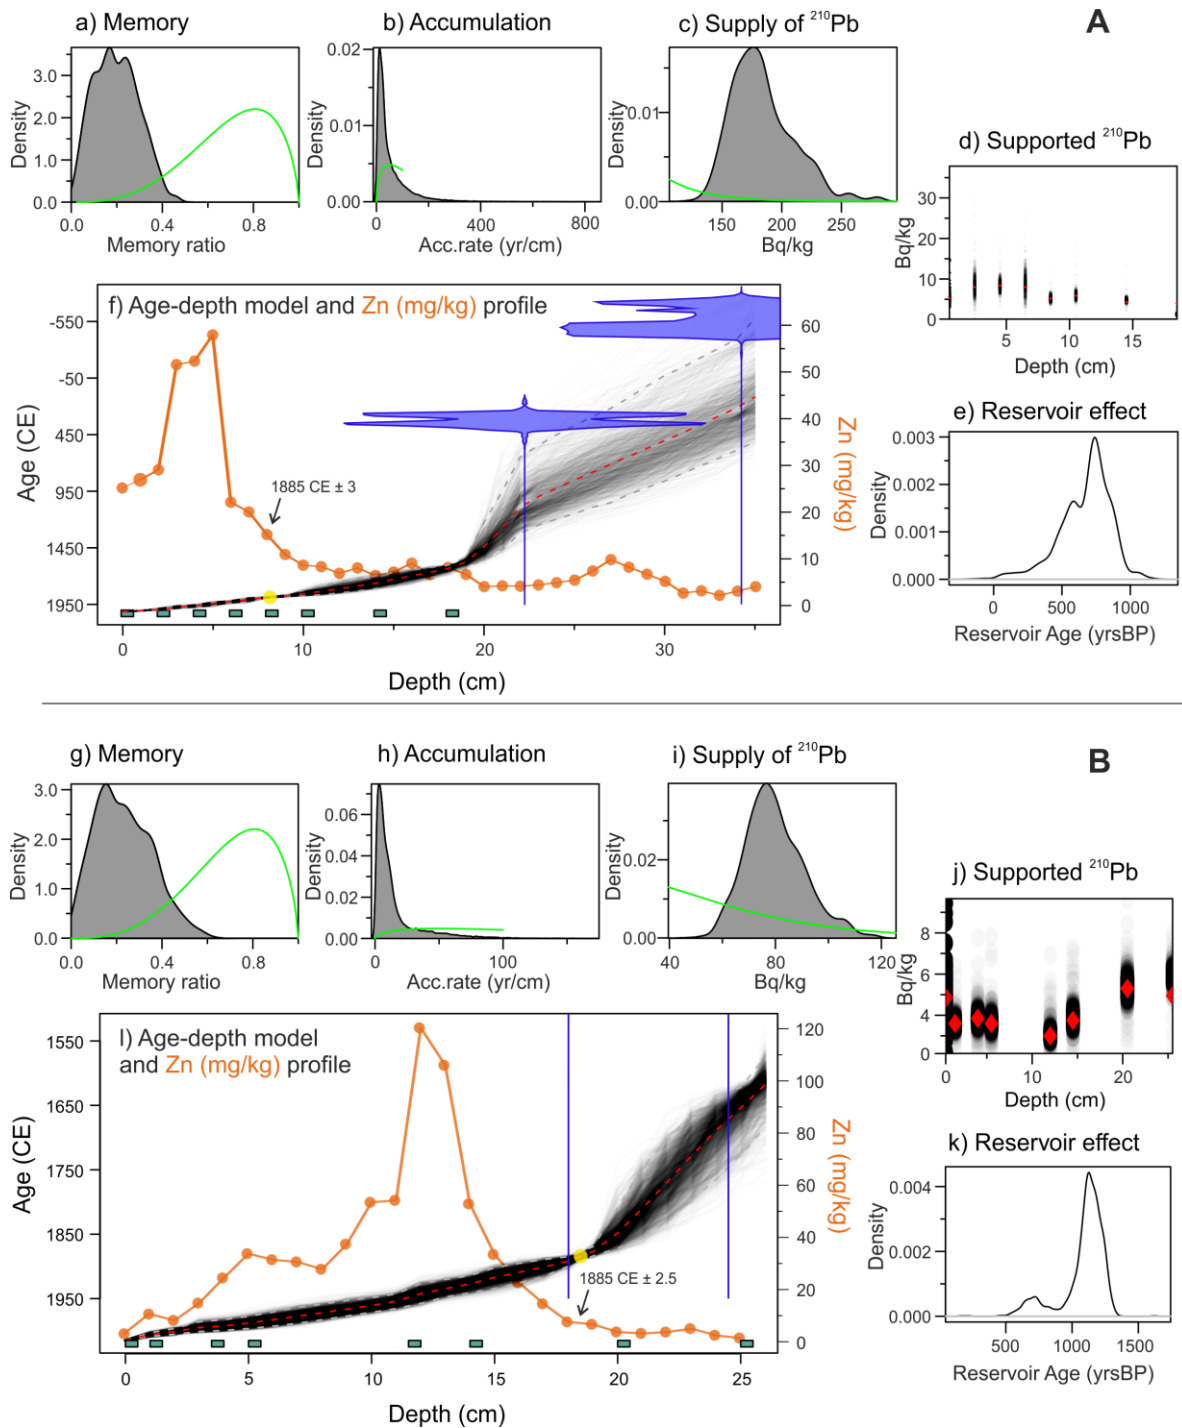 a) Memory
b) Accumulation
c) Supply of ²¹⁰Pb
A
Density
3.0
2.0
1.0
0.0
0.0
0.4
0.8
Memory ratio
Density
0.02
0.01
0.00
0
400
800
Acc.rate (yr/cm)
Density
0.01
0.00
150
200
250
Bq/kg
d) Supported ²¹⁰Pb
Bq/kg
30
20
10
0
5
10
15
Depth (cm)
f) Age-depth model and Zn (mg/kg) profile
Age (CE)
-550
-50
450
950
1450
1950
1885 CE ± 3
60
50
40
30
20
10
0
Zn (mg/kg)
0
10
20
30
Depth (cm)
e) Reservoir effect
Density
0.003
0.002
0.001
0.000
0
500
1000
Reservoir Age (yrsBP)
g) Memory
h) Accumulation
i) Supply of ²¹⁰Pb
B
Density
3.0
2.0
1.0
0.0
0.0
0.4
0.8
Memory ratio
Density
0.06
0.04
0.02
0.00
0
100
Acc.rate (yr/cm)
Density
0.02
0.00
40
60
80
120
Bq/kg
j) Supported ²¹⁰Pb
Bq/kg
8
6
4
0
0
10
20
Depth (cm)
l) Age-depth model
and Zn (mg/kg) profile
Age (CE)
1550
1650
1750
1850
1950
1885 CE ± 2.5
120
100
80
60
40
20
0
Zn (mg/kg)
0
5
10
15
20
25
Depth (cm)
k) Reservoir effect
Density
0.004
0.002
0.000
500
1000
1500
Reservoir Age (yrsBP)